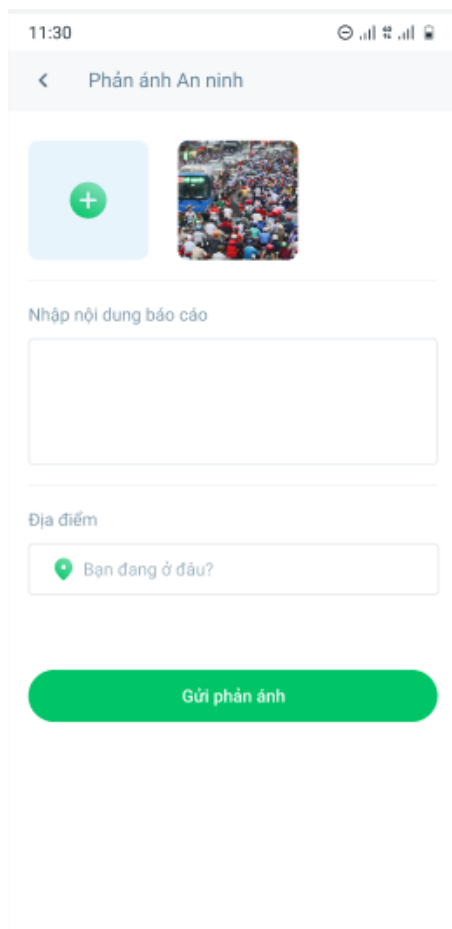 11:30
Phản ánh An ninh
Nhập nội dung báo cáo
Địa điểm
Bạn đang ở đâu?
Gửi phản ánh